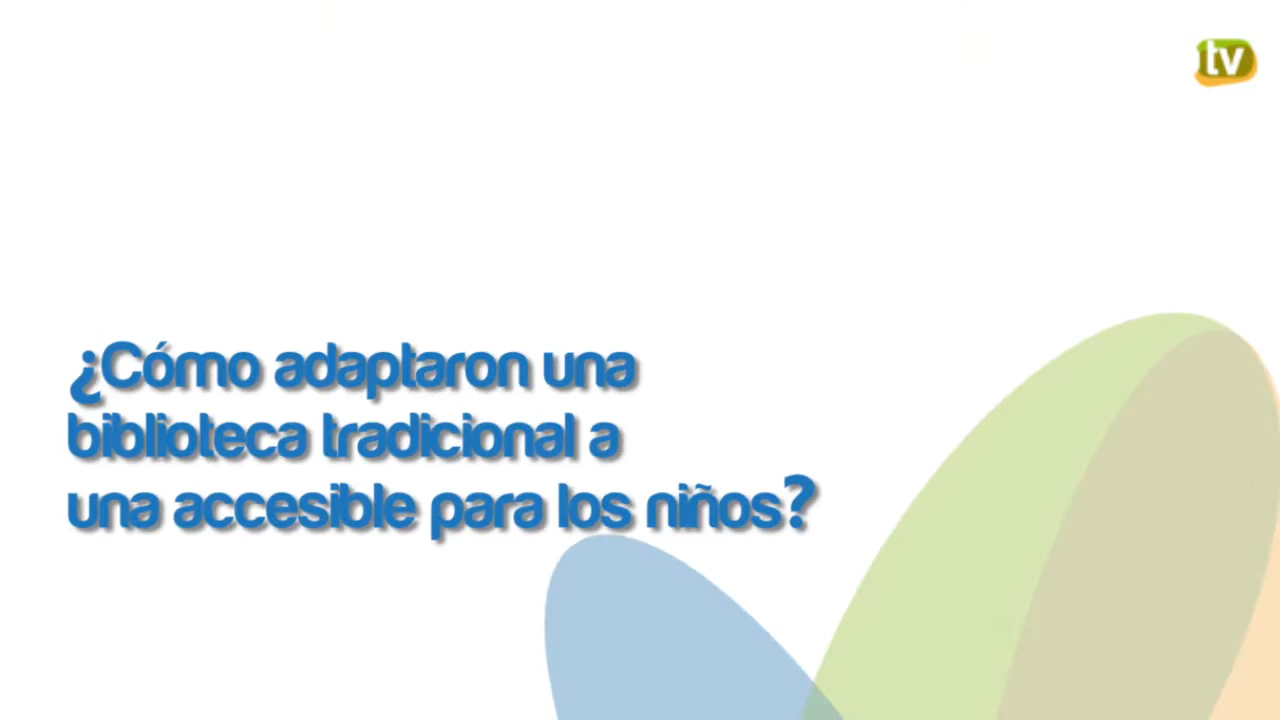 tv
¿Cómo adaptaron una
biblioteca tradicional a
una accesible para los niños?